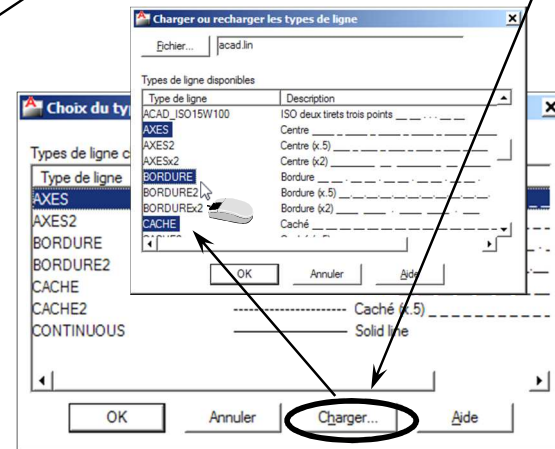 Charger ou recharger les types de ligne
Fichier... acad.lin
Types de ligne disponibles
Type de ligne Description
ACAD_ISO15W100 ISO deux tirets trois points
AXES Centre
AXES2 Centre (x.5)
AXESx2 Centre (x2)
BORDURE Bordure
BORDURE2 Bordure (x.5)
BORDUREx2 Bordure (x2)
CACHE Caché
OK Annuler Aide
Choix du ty
Types de ligne c
Type de ligne
AXES
AXES2
BORDURE
BORDURE2
CACHE
CACHE2 Caché (x.5)
CONTINUOUS Solid line
OK Annuler Charger... Aide